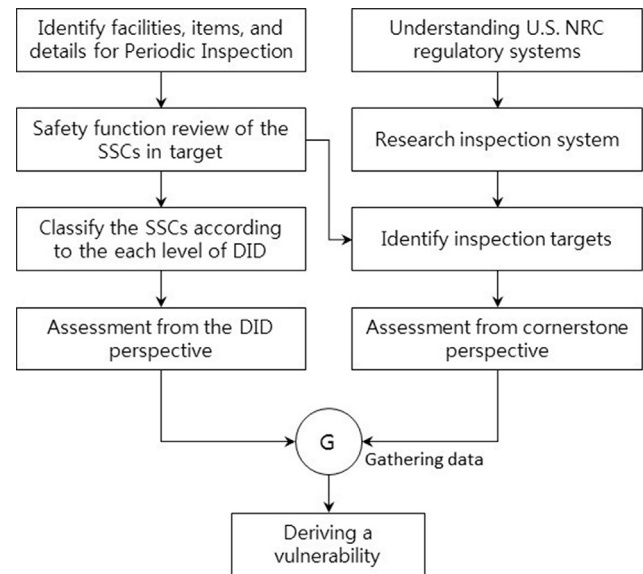 Identify facilities, items, and
details for Periodic Inspection
Safety function review of the
SSCs in target
Classify the SSCs according
to the each level of DID
Assessment from the DID
perspective
Understanding U.S. NRC
regulatory systems
Research inspection system
Identify inspection targets
Assessment from cornerstone
perspective
G
Gathering data
Deriving a
vulnerability